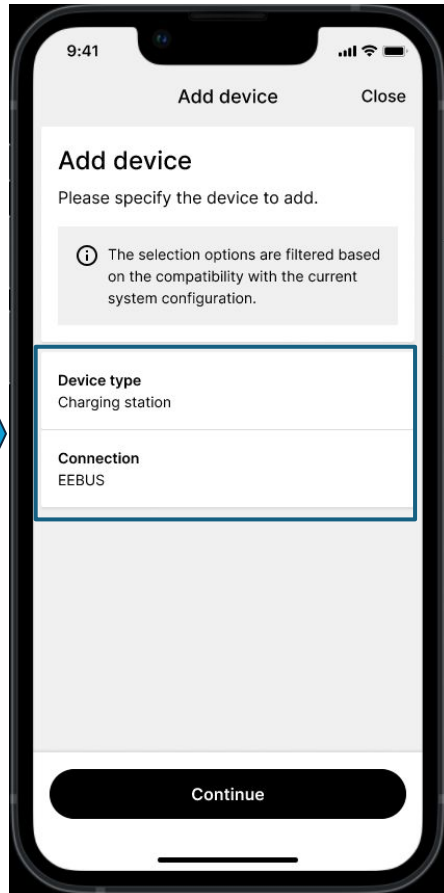 9:41
Add device Close
Add device
Please specify the device to add.
The selection options are filtered based
on the compatibility with the current
system configuration.
Device type
Charging station
Connection
EEBUS
Continue